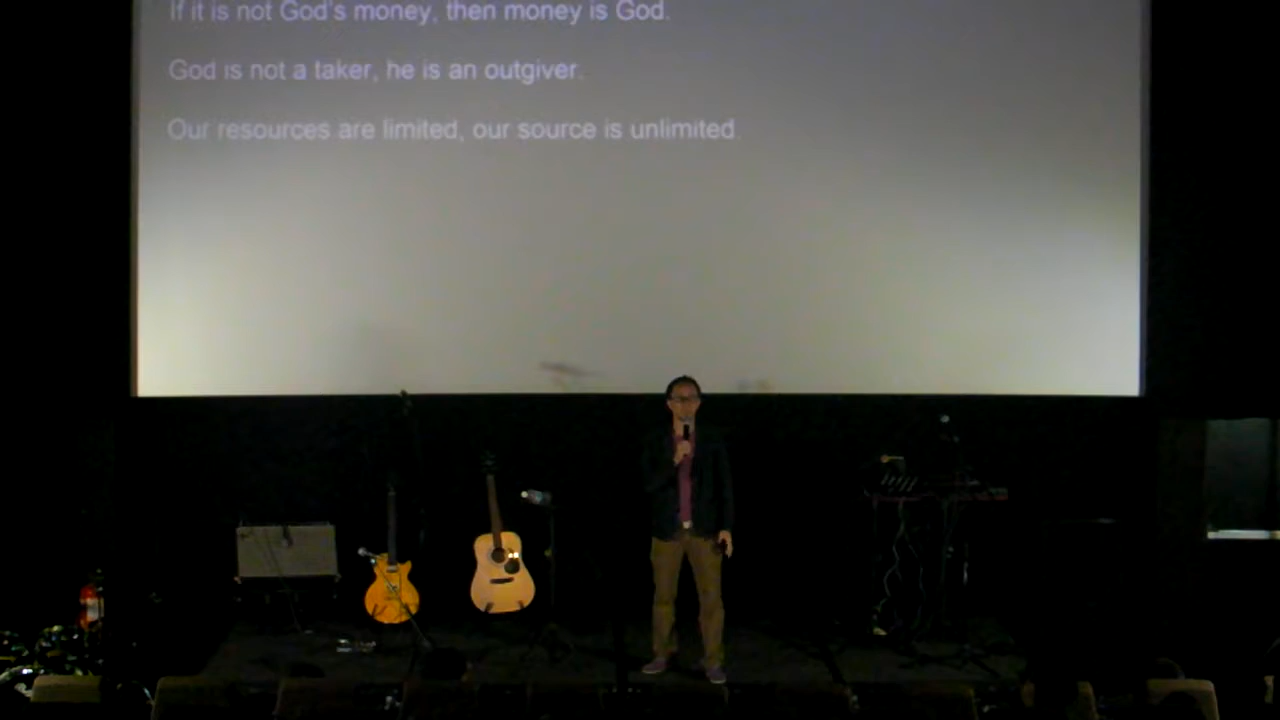 If it is not God's money, then money is God.
God is not a taker, he is an outgiver.
Our resources are limited, our source is unlimited.